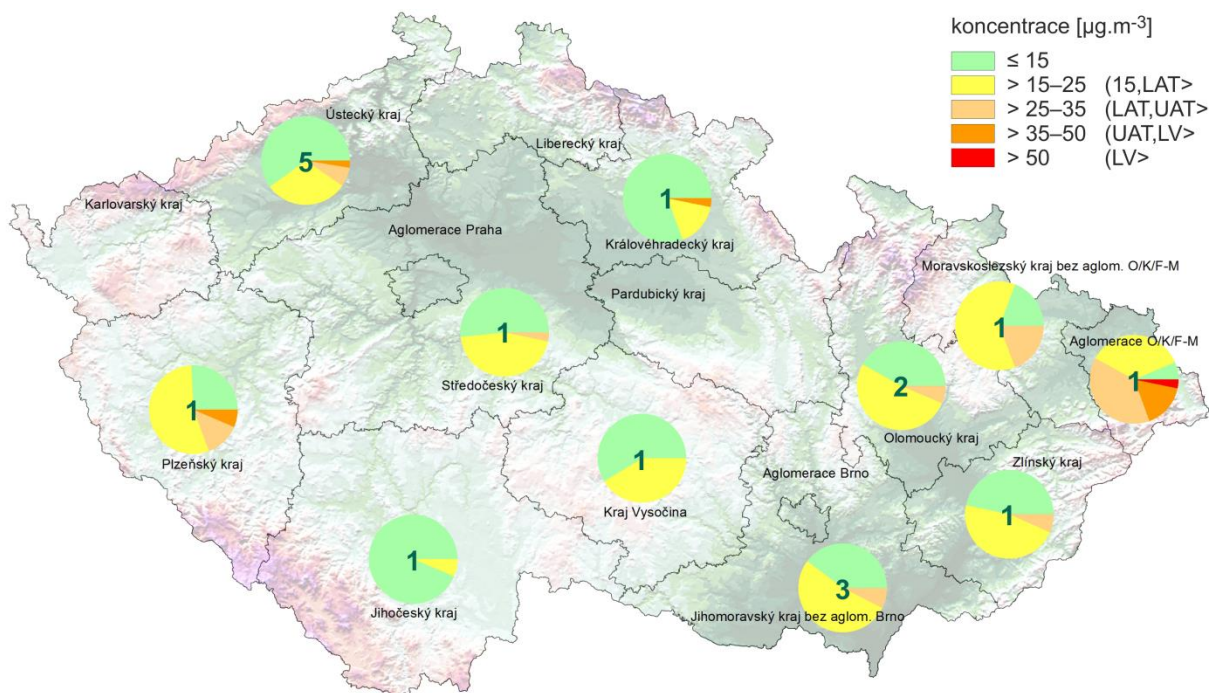 koncentrace [µg.m⁻³]
≤ 15
> 15–25 (15,LAT>
> 25–35 (LAT,UAT>
> 35–50 (UAT,LV>
> 50 (LV>
Ústecký kraj
5
Liberecký kraj
Karlovarský kraj
1
Aglomerace Praha
Královéhradecký kraj
Moravskoslezský kraj bez aglom. O/K/F-M
Pardubický kraj
1
1
Aglomerace O/K/F-M
Středočeský kraj
1
2
1
Olomoucký kraj
Plzeňský kraj
1
Aglomerace Brno
Zlínský kraj
Kraj Vysočina
1
1
3
Jihočeský kraj
Jihomoravský kraj bez aglom. Brno